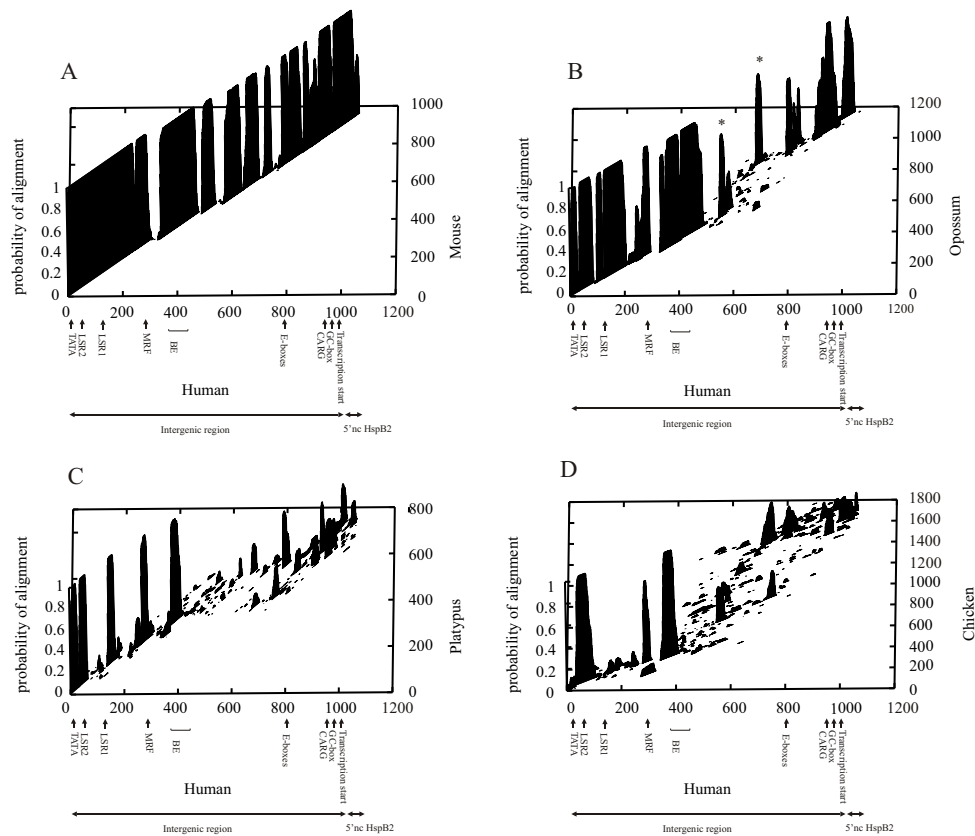 A
probability of alignment
1
0.8
0.6
0.4
0.2
0
0 200 400 600 800 1000 1200
1000
800
600
400
200
0
Mouse
TATA
LSR2
LSR1
MRF
BE
E-boxes
CARG
GC-box
Transcription start
Human
Intergenic region
5'nc HspB2
B
*
*
probability of alignment
1
0.8
0.6
0.4
0.2
0
0 200 400 600 800 1000 1200
1200
1000
800
600
400
200
0
Opossum
TATA
LSR2
LSR1
MRF
BE
E-boxes
CARG
GC-box
Transcription start
Human
Intergenic region
5'nc HspB2
C
probability of alignment
1
0.8
0.6
0.4
0.2
0
0 200 400 600 800 1000 1200
800
600
400
200
0
Platypus
TATA
LSR2
LSR1
MRF
BE
E-boxes
CARG
GC-box
Transcription start
Human
Intergenic region
5'nc HspB2
D
probability of alignment
1
0.8
0.6
0.4
0.2
0
0 200 400 600 800 1000 1200
1800
1600
1400
1200
1000
800
600
400
200
0
Chicken
TATA
LSR2
LSR1
MRF
BE
E-boxes
CARG
GC-box
Transcription start
Human
Intergenic region
5'nc HspB2